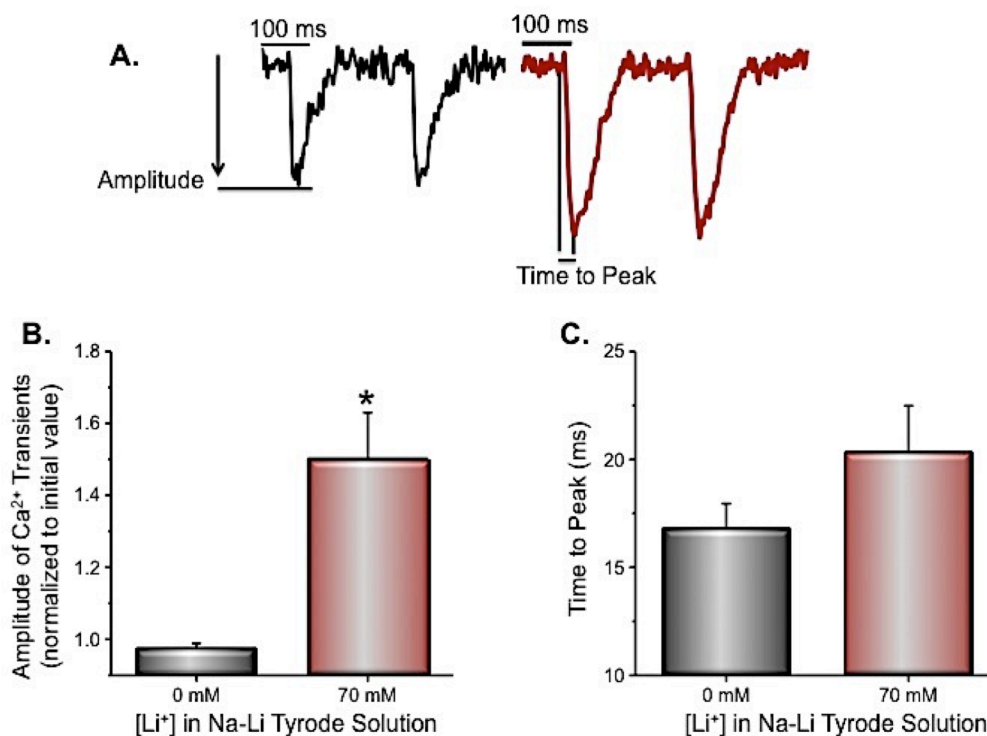 A.
100 ms
100 ms
Amplitude
Time to Peak
B.
1.8
1.6
1.4
1.2
1.0
*
Amplitude of Ca²⁺ Transients
(normalized to initial value)
0 mM
70 mM
[Li⁺] in Na-Li Tyrode Solution
C.
25
20
15
10
Time to Peak (ms)
0 mM
70 mM
[Li⁺] in Na-Li Tyrode Solution